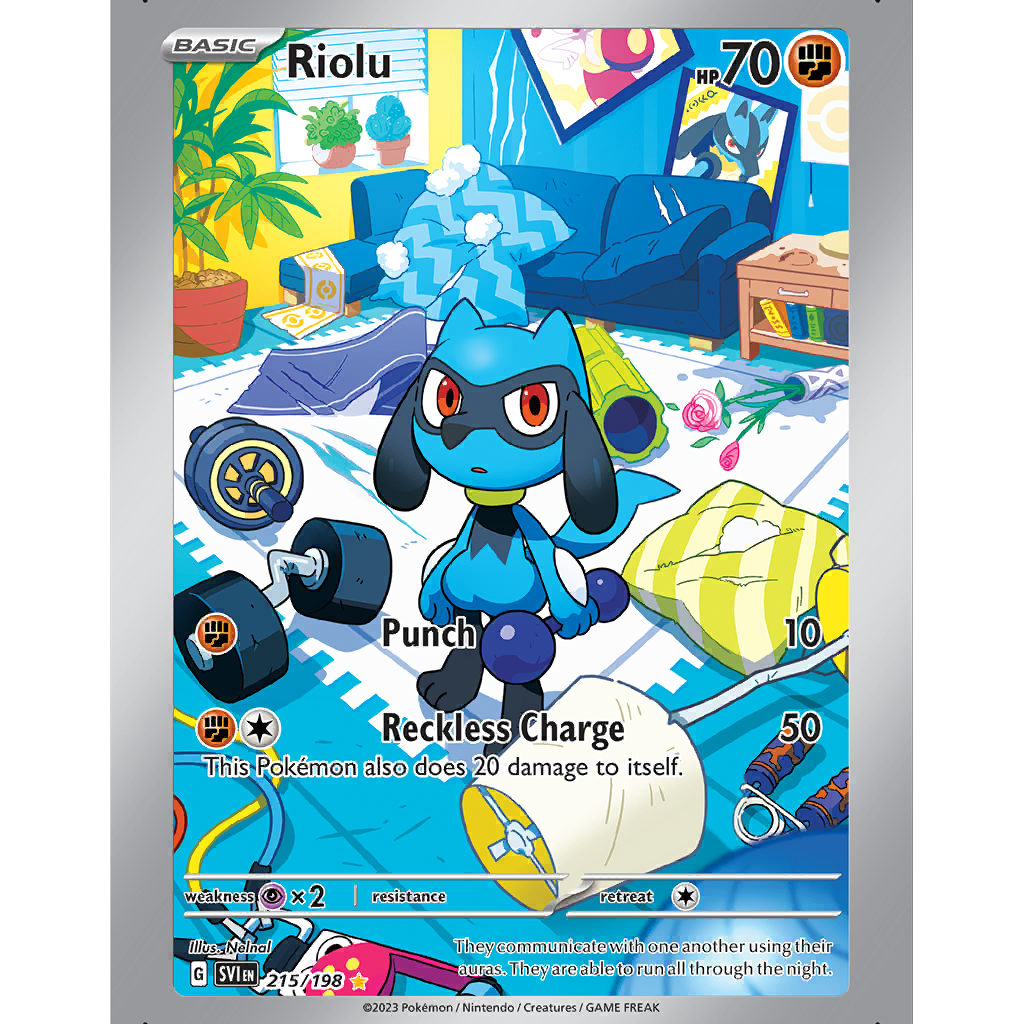 BASIC
Riolu
HP 70
Punch 10
Reckless Charge 50
This Pokémon also does 20 damage to itself.
weakness ×2 resistance retreat
Illus. Nelnal
They communicate with one another using their
auras. They are able to run all through the night.
G SVI EN 215/198
©2023 Pokémon / Nintendo / Creatures / GAME FREAK